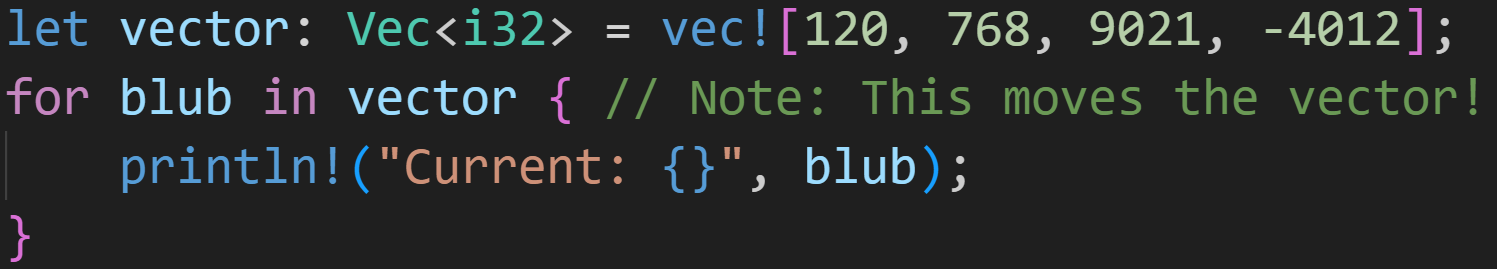 let vector: Vec<i32> = vec![120, 768, 9021, -4012];
for blub in vector { // Note: This moves the vector!
    println!("Current: {}", blub);
}